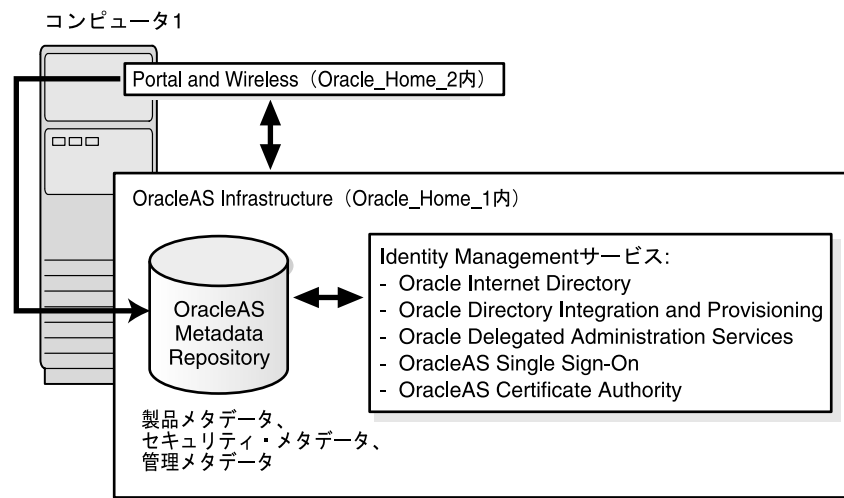 コンピュータ1
Portal and Wireless（Oracle_Home_2内）
OracleAS Infrastructure（Oracle_Home_1内）
OracleAS
Metadata
Repository
製品メタデータ、
セキュリティ・メタデータ、
管理メタデータ
Identity Managementサービス:
- Oracle Internet Directory
- Oracle Directory Integration and Provisioning
- Oracle Delegated Administration Services
- OracleAS Single Sign-On
- OracleAS Certificate Authority